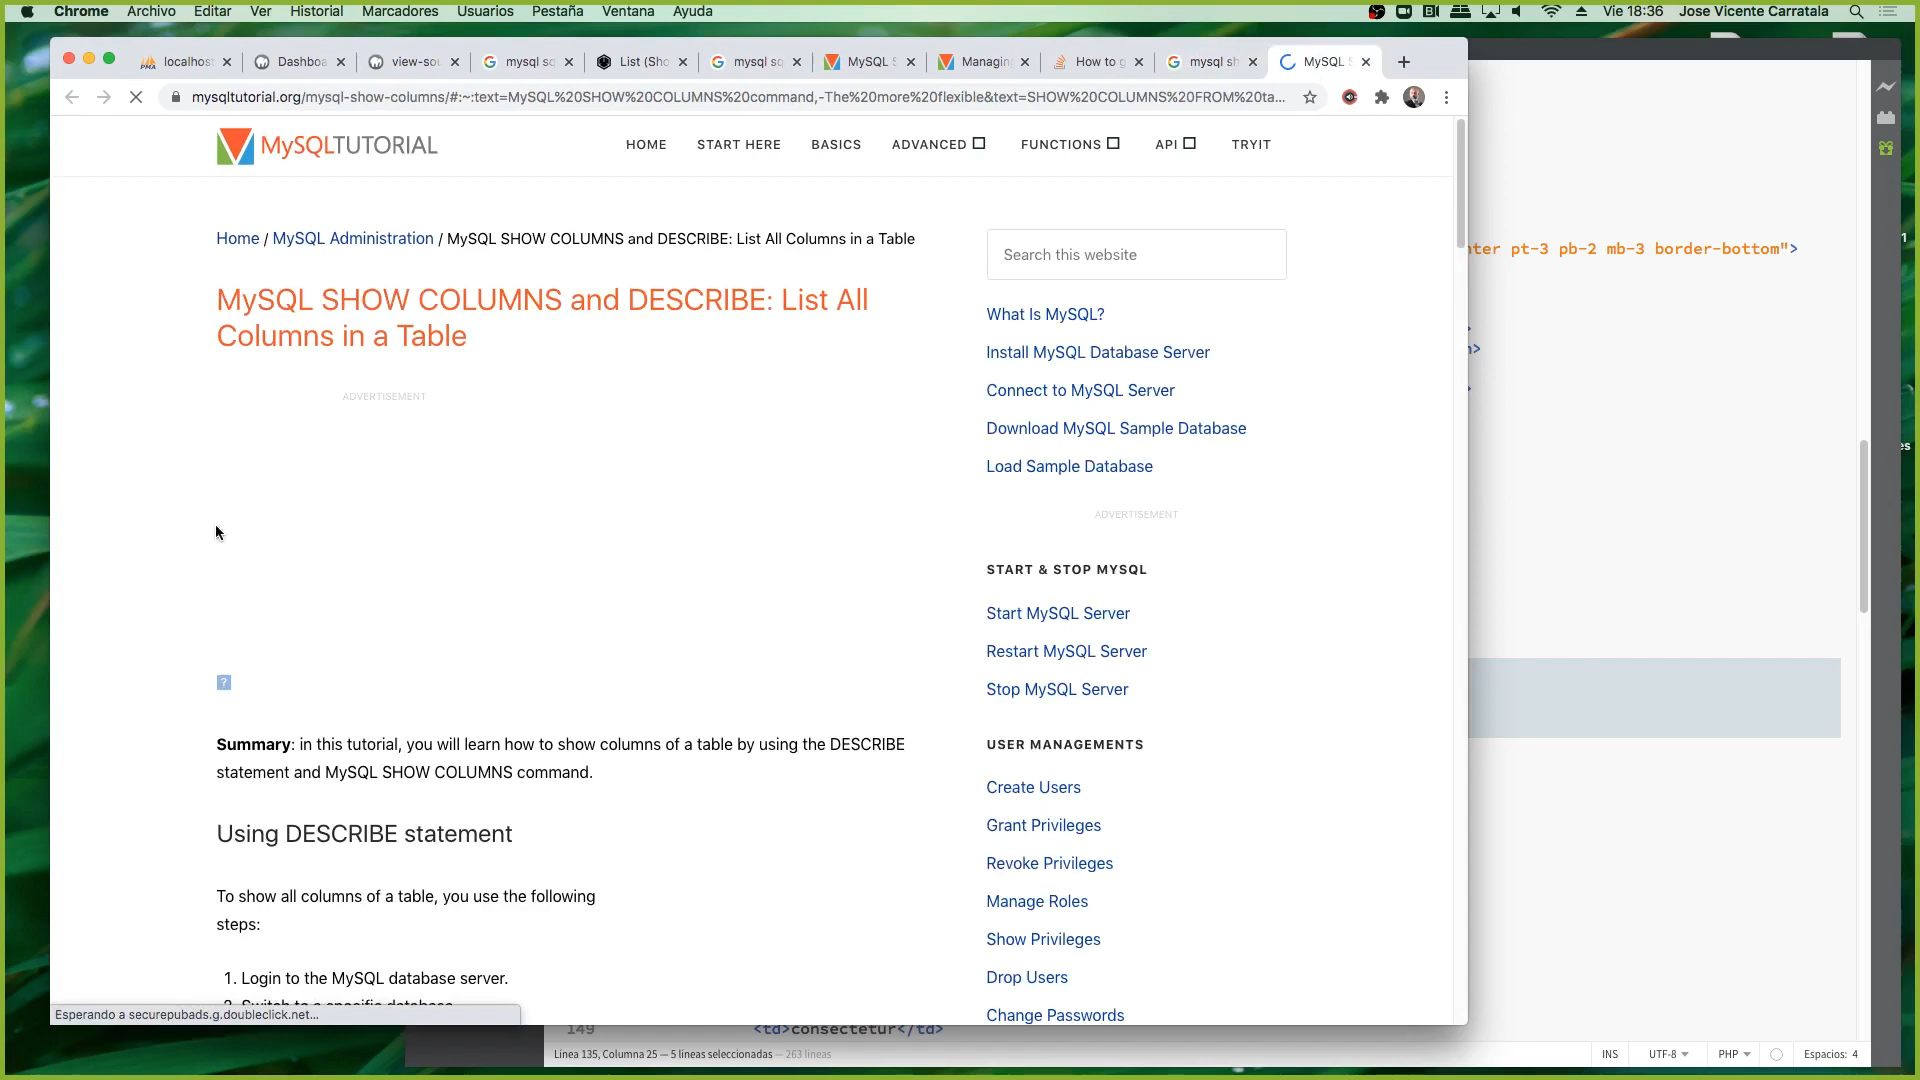 Chrome Archivo Editar Ver Historial Marcadores Usuarios Pestaña Ventana Ayuda
Vie 18:36 Jose Vicente Carratala
localhost Dashboa view-sou mysql sq List (Sho mysql sq MySQL S Managin How to g mysql sh MySQL S
mysqltutorial.org/mysql-show-columns/#:~:text=MySQL%20SHOW%20COLUMNS%20command,-The%20more%20flexible&text=SHOW%20COLUMNS%20FROM%20ta...
MySQLTUTORIAL
HOME START HERE BASICS ADVANCED FUNCTIONS API TRYIT
Home / MySQL Administration / MySQL SHOW COLUMNS and DESCRIBE: List All Columns in a Table
MySQL SHOW COLUMNS and DESCRIBE: List All
Columns in a Table
ADVERTISEMENT
?
Summary: in this tutorial, you will learn how to show columns of a table by using the DESCRIBE
statement and MySQL SHOW COLUMNS command.
Using DESCRIBE statement
To show all columns of a table, you use the following
steps:
1. Login to the MySQL database server.
2. Switch to a specific database
Esperando a securepubads.g.doubleclick.net...
Search this website
What Is MySQL?
Install MySQL Database Server
Connect to MySQL Server
Download MySQL Sample Database
Load Sample Database
ADVERTISEMENT
START & STOP MYSQL
Start MySQL Server
Restart MySQL Server
Stop MySQL Server
USER MANAGEMENTS
Create Users
Grant Privileges
Revoke Privileges
Manage Roles
Show Privileges
Drop Users
Change Passwords
nter pt-3 pb-2 mb-3 border-bottom">
149 <td>consectetur</td>
Línea 135, Columna 25 — 5 líneas seleccionadas — 263 líneas
INS UTF-8 PHP Espacios: 4